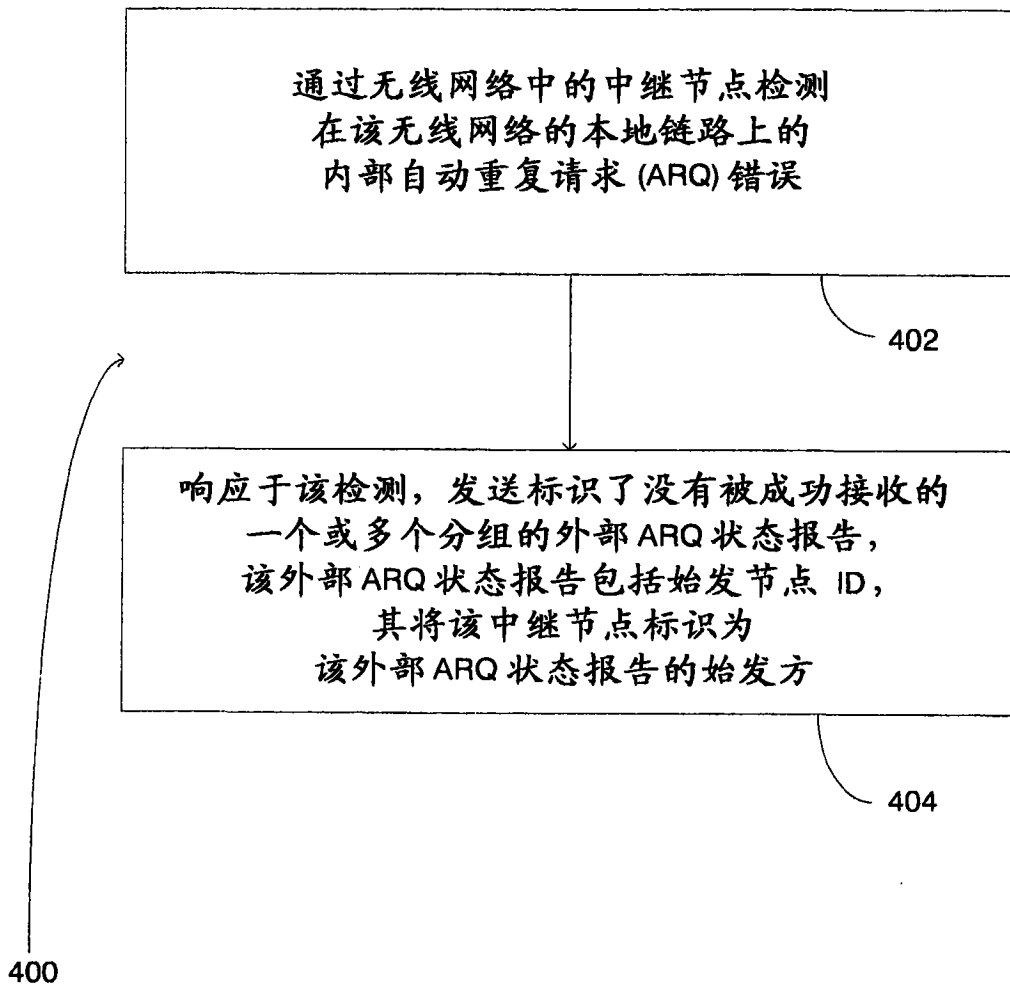 通过无线网络中的中继节点检测
在该无线网络的本地链路上的
内部自动重复请求 (ARQ) 错误
402
响应于该检测，发送标识了没有被成功接收的
一个或多个分组的外部 ARQ 状态报告，
该外部 ARQ 状态报告包括始发节点 ID，
其将该中继节点标识为
该外部 ARQ 状态报告的始发方
404
400